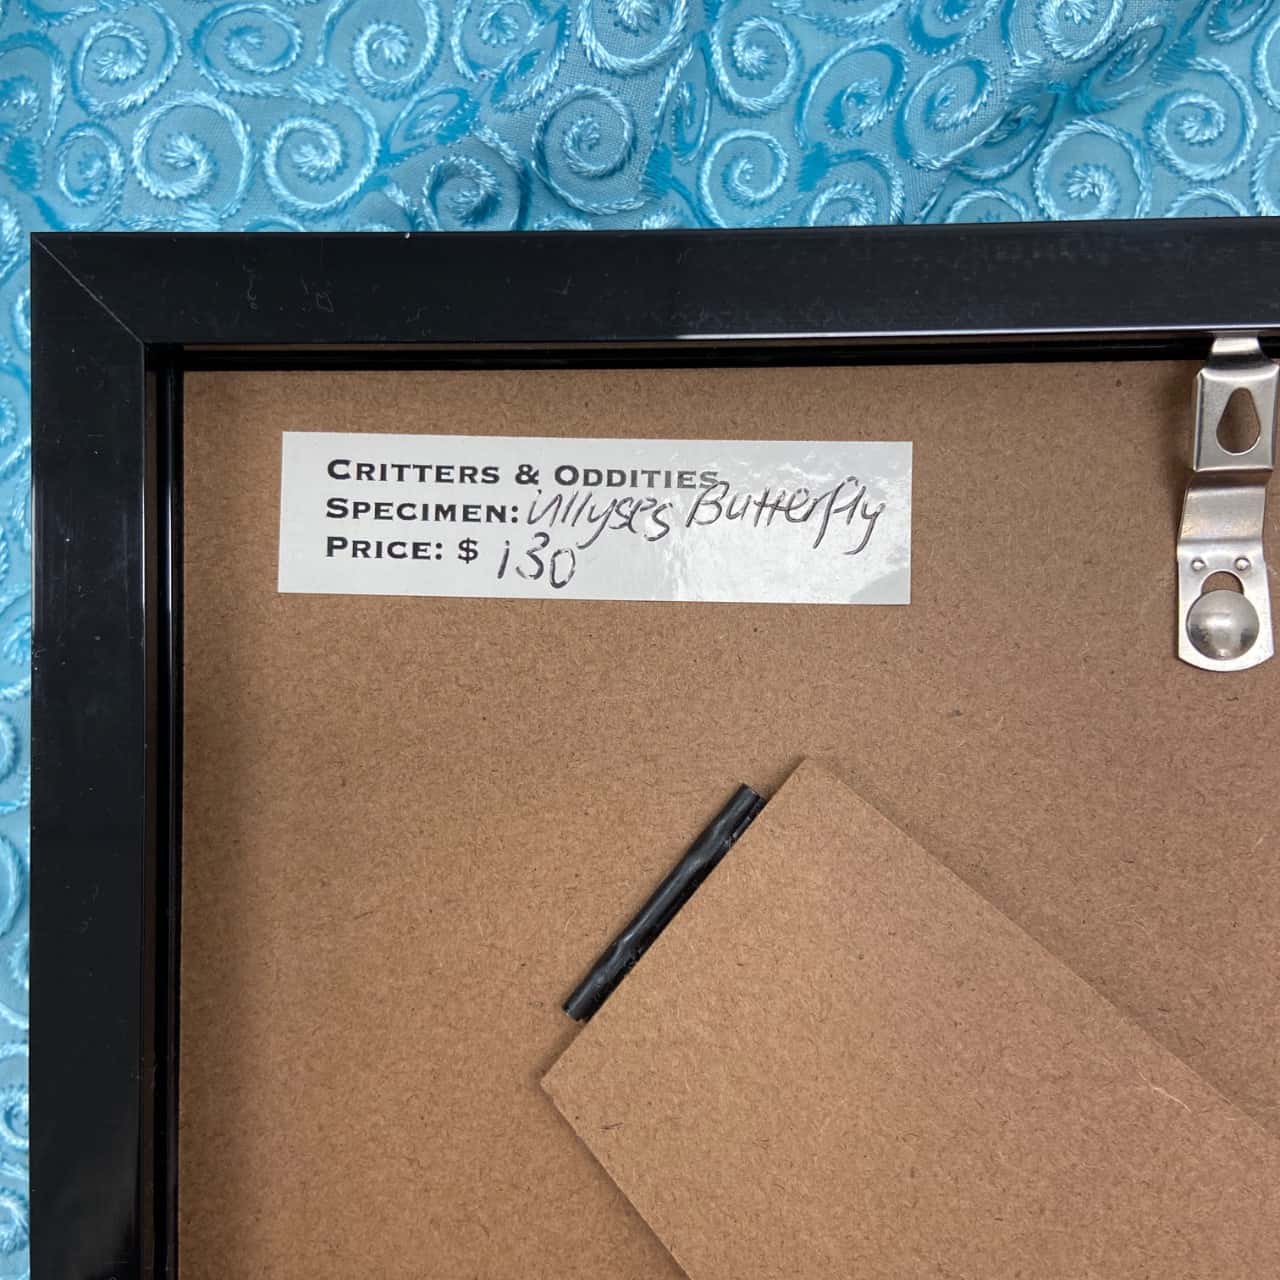 CRITTERS & ODDITIES
SPECIMEN: Ullyses Butterfly
PRICE: $ 130